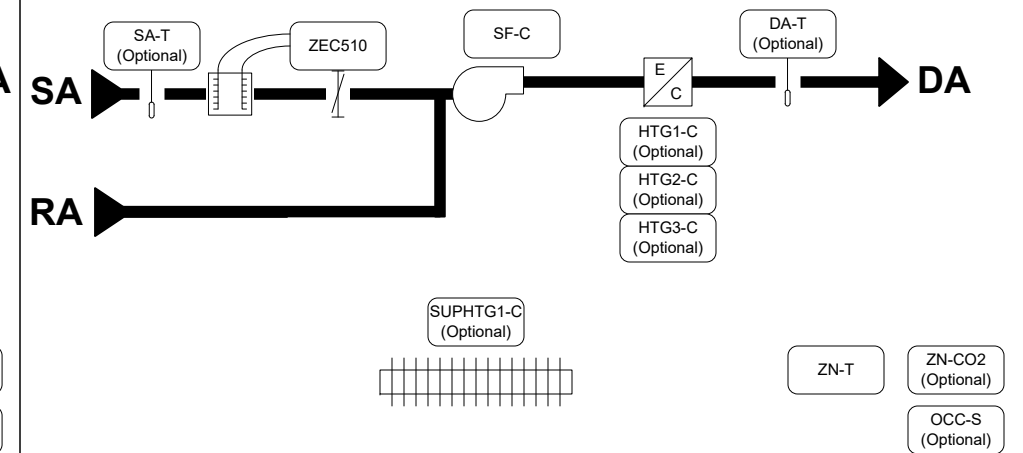 SA-T
(Optional)
ZEC510
SF-C
DA-T
(Optional)
A
SA
E
C
DA
HTG1-C
(Optional)
HTG2-C
(Optional)
HTG3-C
(Optional)
RA
SUPHTG1-C
(Optional)
ZN-T
ZN-CO2
(Optional)
OCC-S
(Optional)